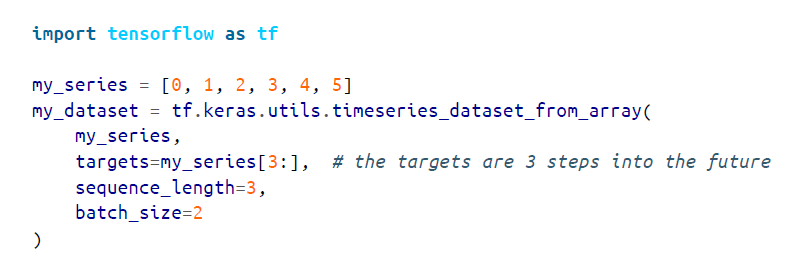 import tensorflow as tf
my_series = [0, 1, 2, 3, 4, 5]
my_dataset = tf.keras.utils.timeseries_dataset_from_array(
    my_series,
    targets=my_series[3:],  # the targets are 3 steps into the future
    sequence_length=3,
    batch_size=2
)